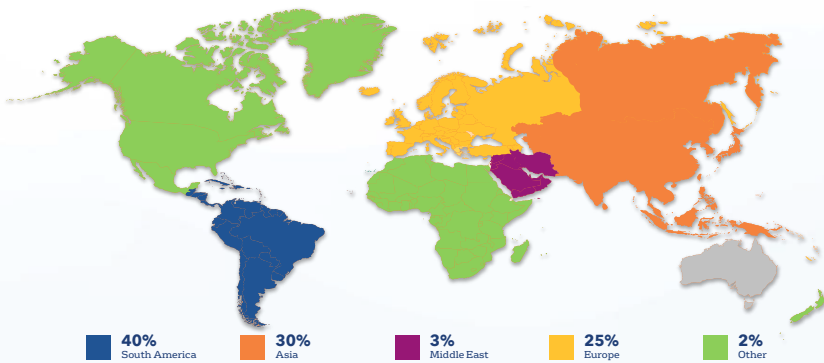 40%
South America
30%
Asia
3%
Middle East
25%
Europe
2%
Other